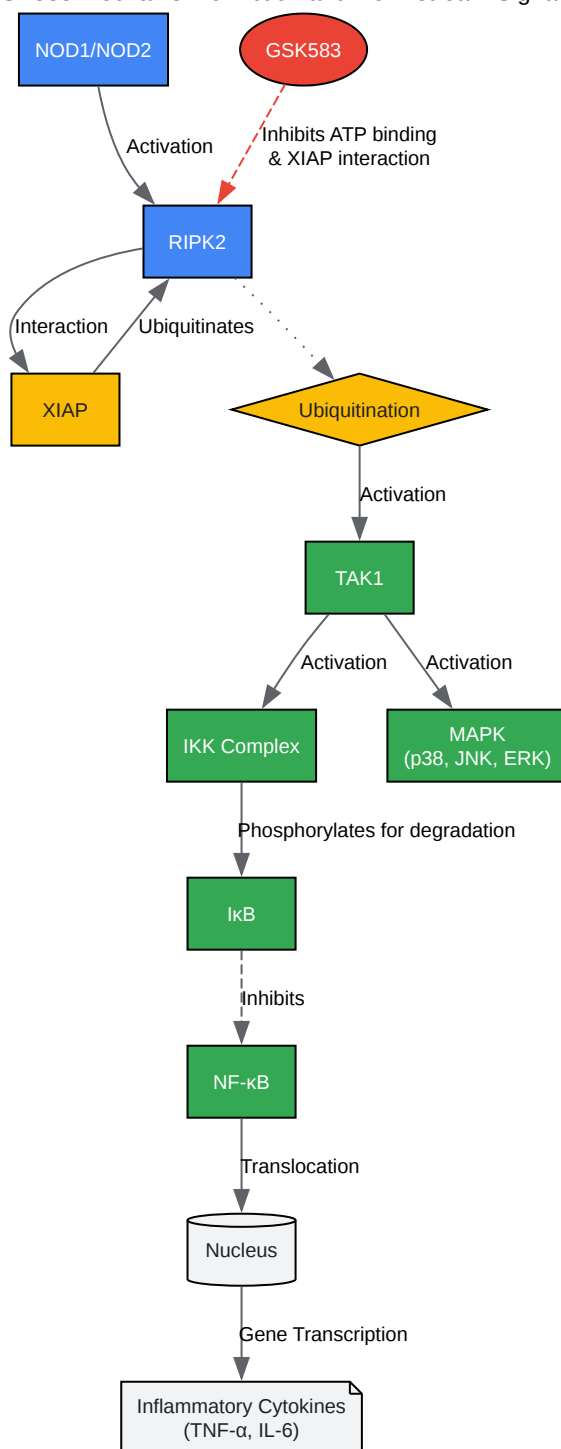 NOD1/NOD2
GSK583
Activation
Inhibits ATP binding
& XIAP interaction
RIPK2
Interaction
Ubiquitinates
XIAP
Ubiquitination
Activation
TAK1
Activation
Activation
IKK Complex
MAPK
(p38, JNK, ERK)
Phosphorylates for degradation
IκB
Inhibits
NF-κB
Translocation
Nucleus
Gene Transcription
Inflammatory Cytokines
(TNF-α, IL-6)